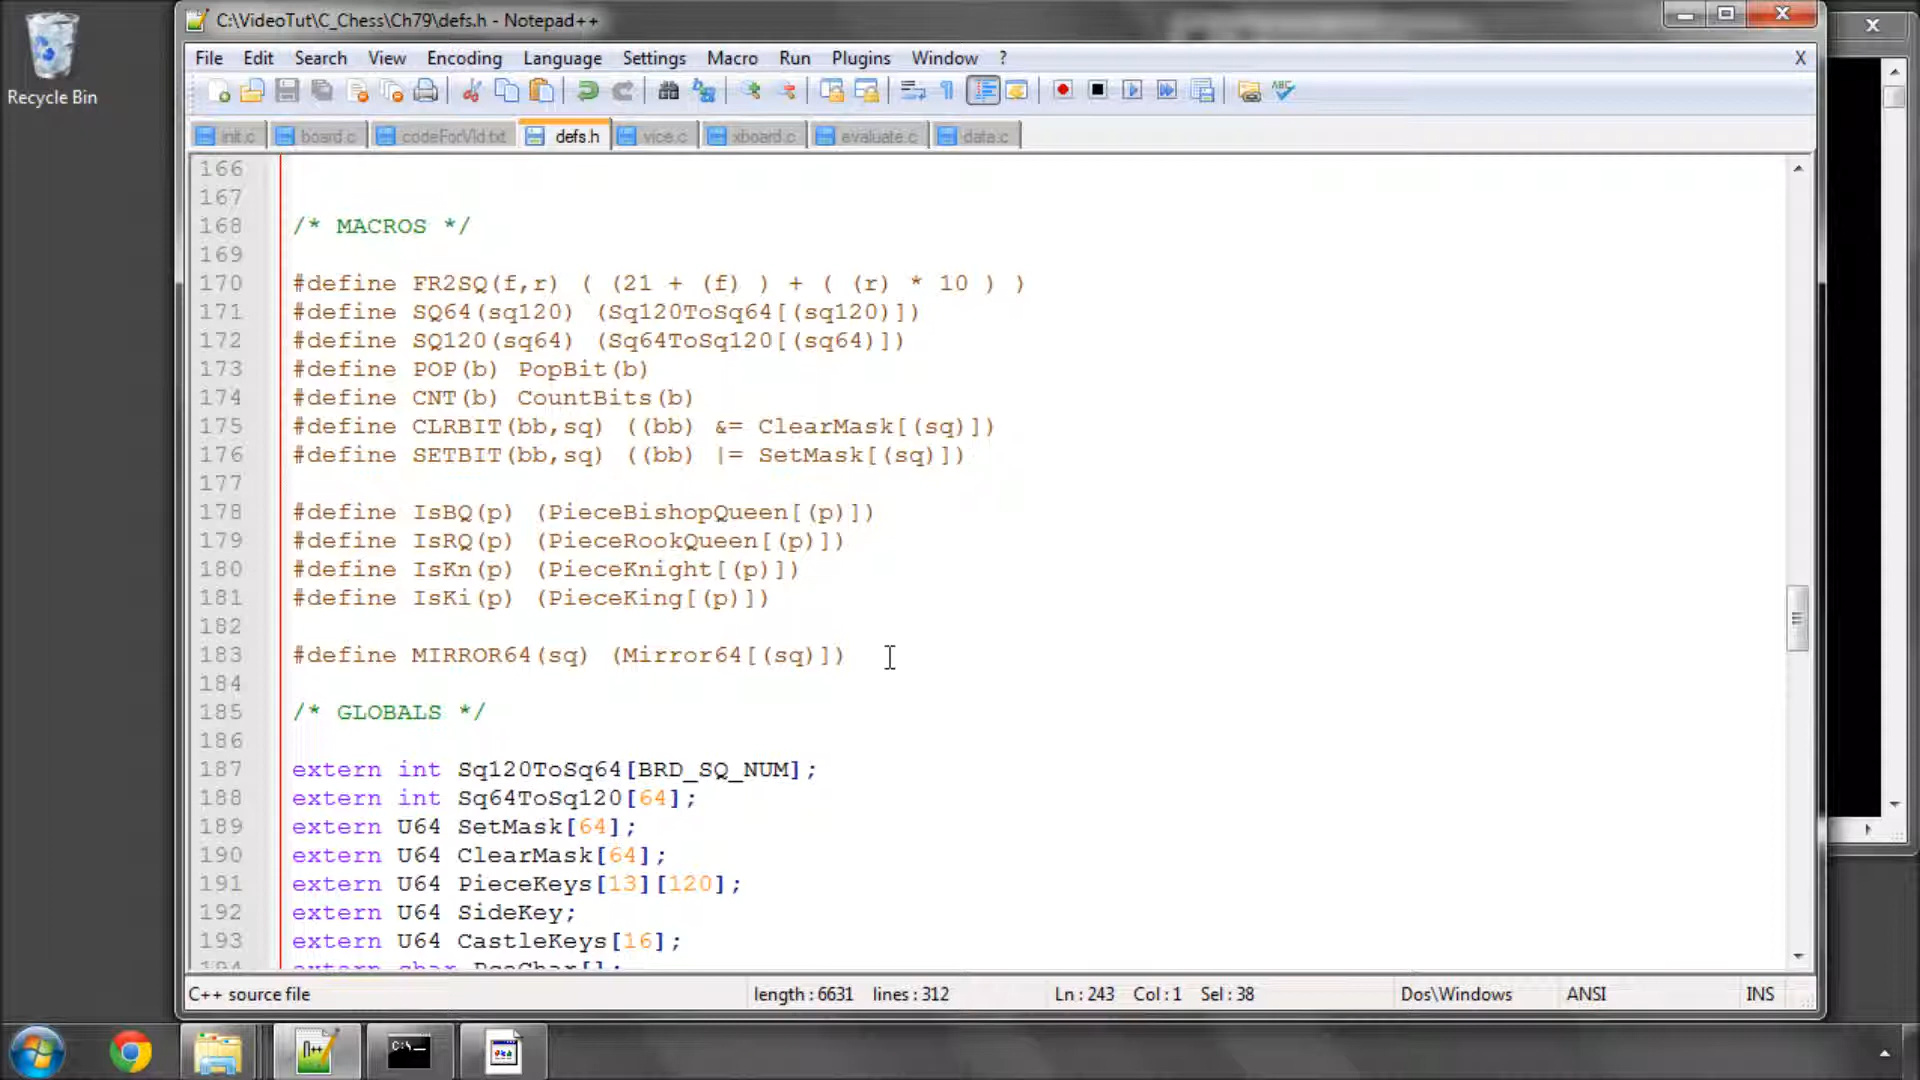 C:\VideoTut\C_Chess\Ch79\defs.h - Notepad++
File Edit Search View Encoding Language Settings Macro Run Plugins Window ? X
Recycle Bin
init.c board.c codeForVid.txt defs.h vice.c xboard.c evaluate.c data.c
166
167
168 /* MACROS */
169
170 #define FR2SQ(f,r) ( (21 + (f) ) + ( (r) * 10 ) )
171 #define SQ64(sq120) (Sq120ToSq64[(sq120)])
172 #define SQ120(sq64) (Sq64ToSq120[(sq64)])
173 #define POP(b) PopBit(b)
174 #define CNT(b) CountBits(b)
175 #define CLRBIT(bb,sq) ((bb) &= ClearMask[(sq)])
176 #define SETBIT(bb,sq) ((bb) |= SetMask[(sq)])
177
178 #define IsBQ(p) (PieceBishopQueen[(p)])
179 #define IsRQ(p) (PieceRookQueen[(p)])
180 #define IsKn(p) (PieceKnight[(p)])
181 #define IsKi(p) (PieceKing[(p)])
182
183 #define MIRROR64(sq) (Mirror64[(sq)])
184
185 /* GLOBALS */
186
187 extern int Sq120ToSq64[BRD_SQ_NUM];
188 extern int Sq64ToSq120[64];
189 extern U64 SetMask[64];
190 extern U64 ClearMask[64];
191 extern U64 PieceKeys[13][120];
192 extern U64 SideKey;
193 extern U64 CastleKeys[16];
194 extern char PceChar[];
C++ source file length : 6631 lines : 312 Ln : 243 Col : 1 Sel : 38 Dos\Windows ANSI INS